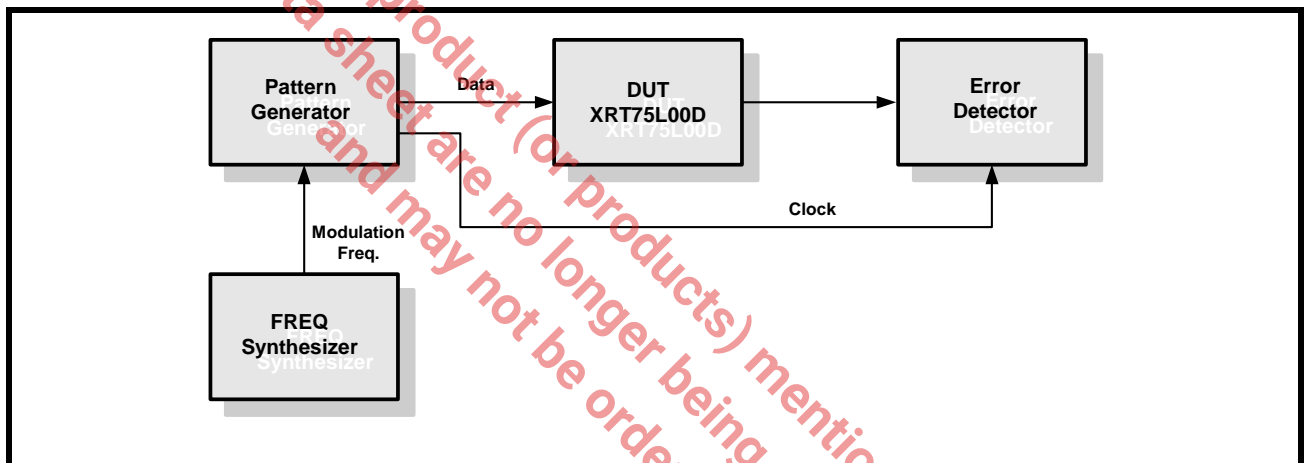 Pattern
Generator
Data
DUT
XRT75L00D
Error
Detector
Clock
Modulation
Freq.
FREQ
Synthesizer
product (or products) mentio
ta sheet are no longer being
and may not be orde